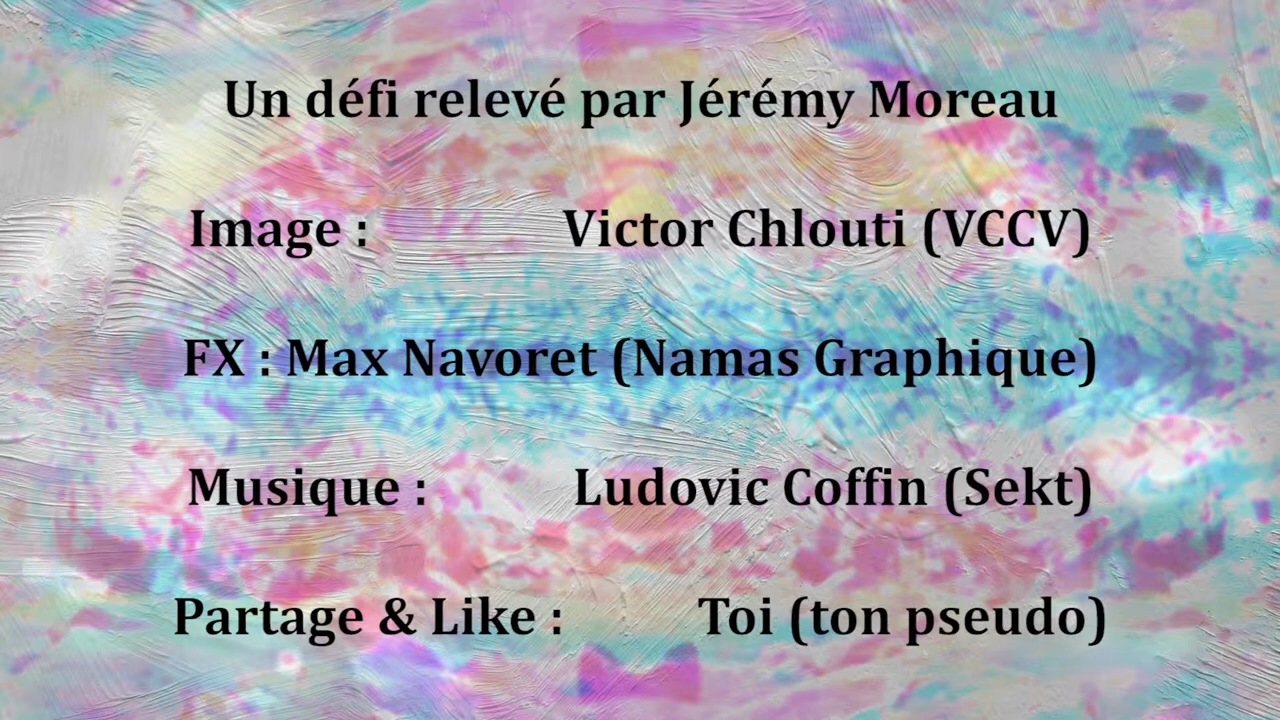 Un défi relevé par Jérémy Moreau
Image : Victor Chlouti (VCCV)
FX : Max Navoret (Namas Graphique)
Musique : Ludovic Coffin (Sekt)
Partage & Like : Toi (ton pseudo)